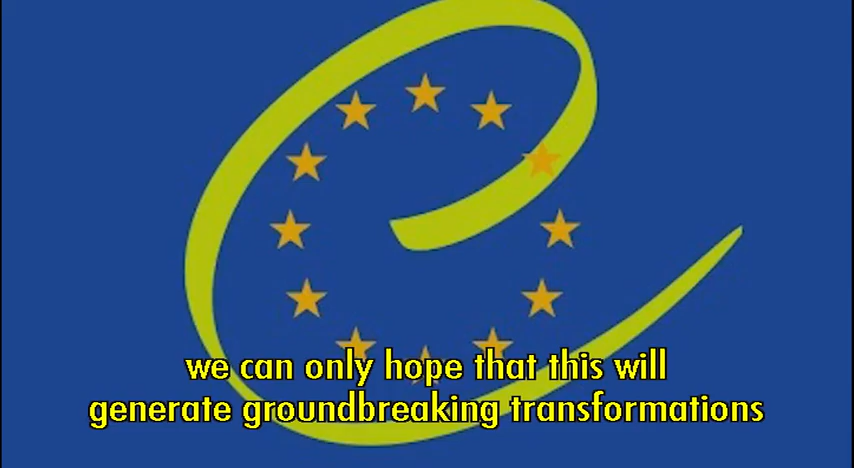 we can only hope that this will
generate groundbreaking transformations